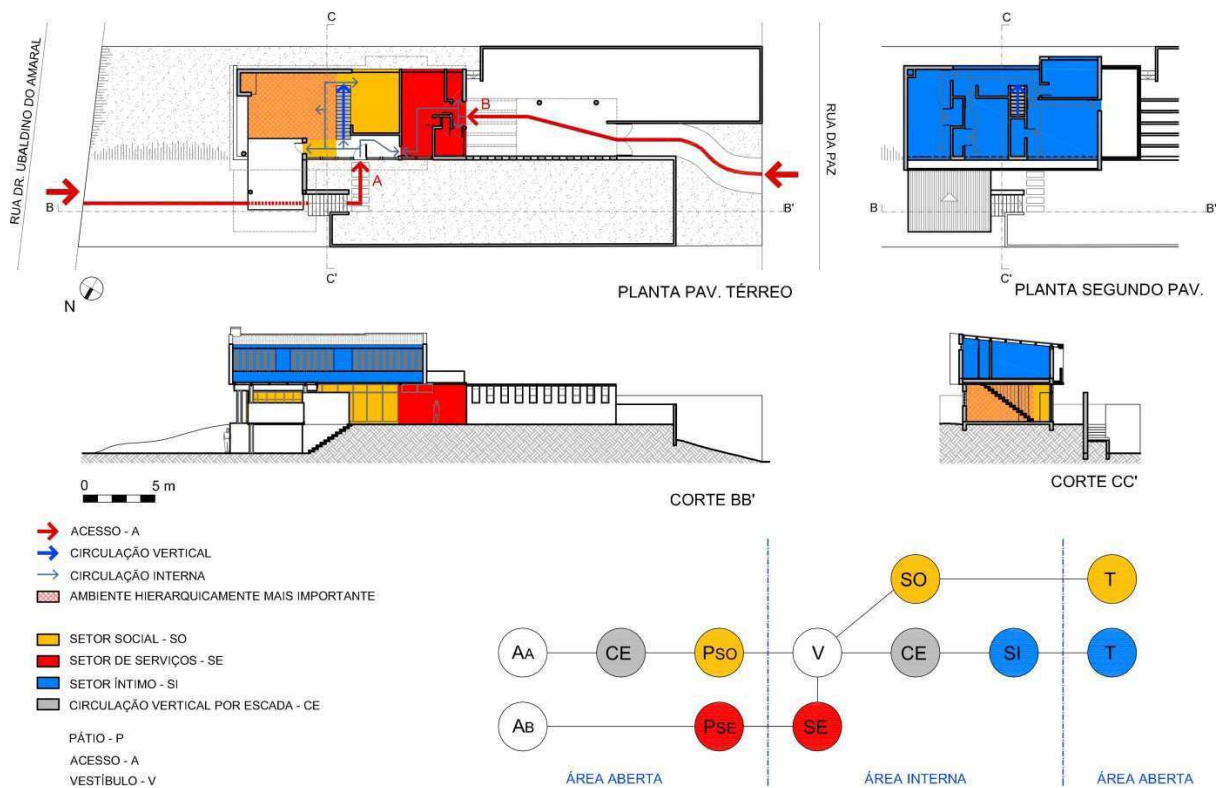 C
C
RUA DR. UBALDINO DO AMARAL
B
A
RUA DA PAZ
B
B'
B
B'
C'
C'
N
PLANTA PAV. TÉRREO
PLANTA SEGUNDO PAV.
0 5 m
CORTE BB'
CORTE CC'
ACESSO - A
CIRCULAÇÃO VERTICAL
CIRCULAÇÃO INTERNA
AMBIENTE HIERARQUICAMENTE MAIS IMPORTANTE
SETOR SOCIAL - SO
SETOR DE SERVIÇOS - SE
SETOR ÍNTIMO - SI
CIRCULAÇÃO VERTICAL POR ESCADA - CE
PÁTIO - P
ACESSO - A
VESTÍBULO - V
SO T
AA CE PSO V CE SI T
AB PSE SE
ÁREA ABERTA ÁREA INTERNA ÁREA ABERTA